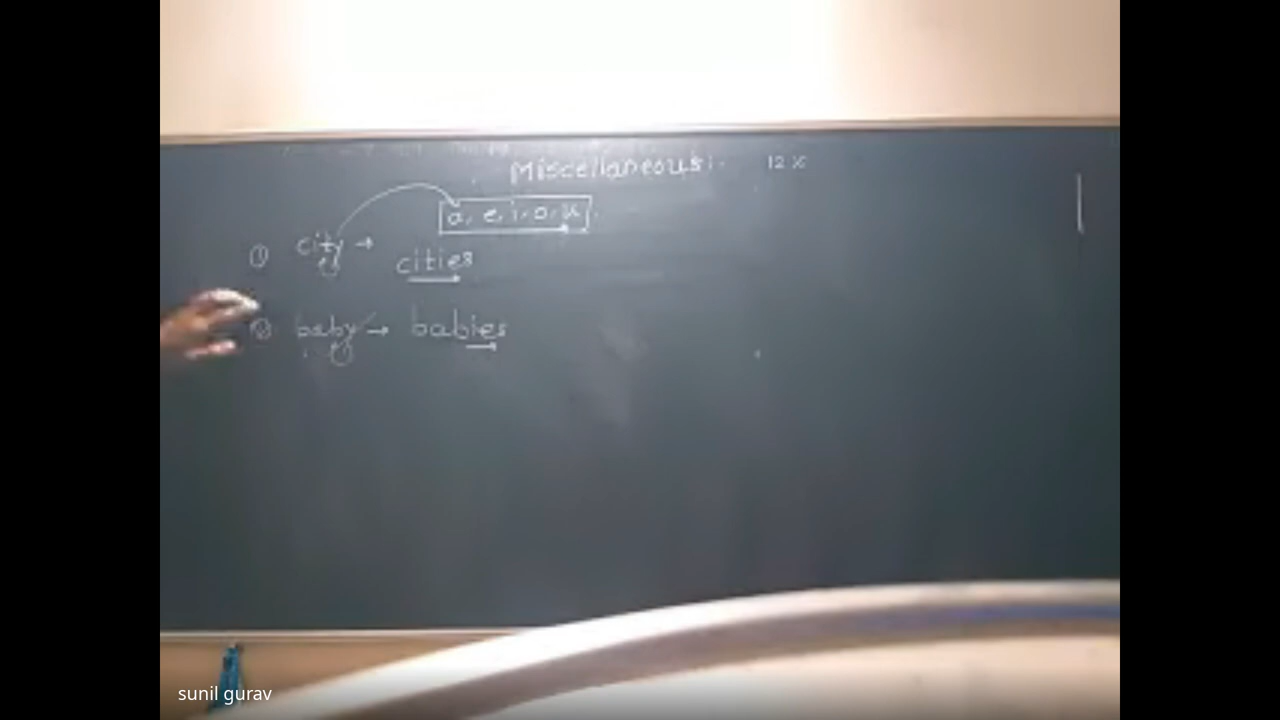 Miscellaneous:-
a, e, i, o, u
① city → cities
② baby → babies
sunil gurav